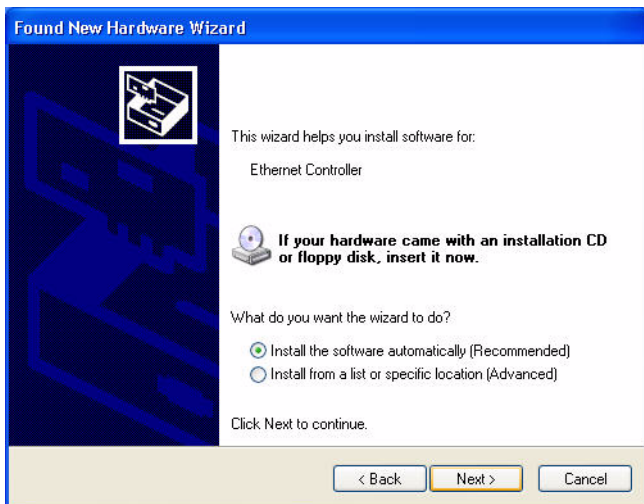 Found New Hardware Wizard
This wizard helps you install software for:
Ethernet Controller
If your hardware came with an installation CD
or floppy disk, insert it now.
What do you want the wizard to do?
Install the software automatically (Recommended)
Install from a list or specific location (Advanced)
Click Next to continue.
< Back Next > Cancel